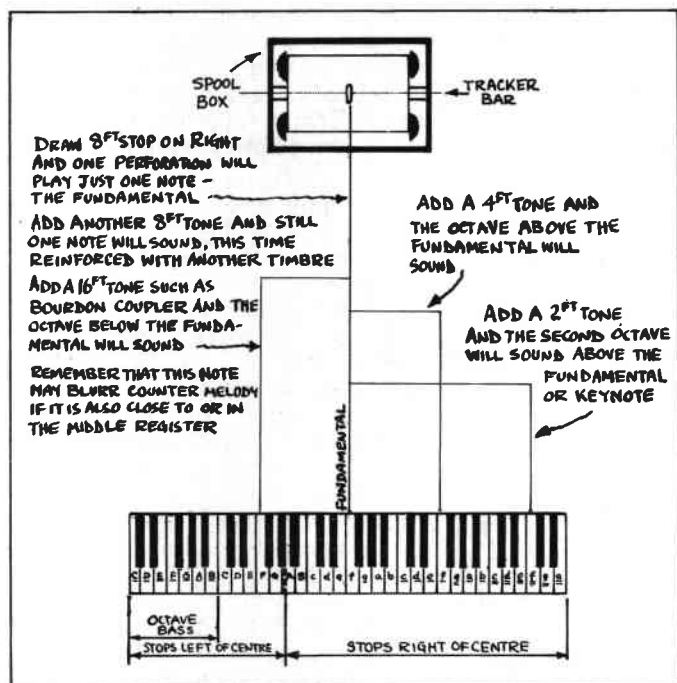 SPOOL
BOX
TRACKER
BAR
DRAW 8FT STOP ON RIGHT
AND ONE PERFORATION WILL
PLAY JUST ONE NOTE –
THE FUNDAMENTAL
ADD ANOTHER 8FT TONE AND STILL
ONE NOTE WILL SOUND, THIS TIME
REINFORCED WITH ANOTHER TIMBRE
ADD A 16FT TONE SUCH AS
BOURDON COUPLER AND THE
OCTAVE BELOW THE FUNDA-
MENTAL WILL SOUND
REMEMBER THAT THIS NOTE
MAY BLURR COUNTER MELODY
IF IT IS ALSO CLOSE TO OR IN
THE MIDDLE REGISTER
ADD A 4FT TONE AND
THE OCTAVE ABOVE THE
FUNDAMENTAL WILL
SOUND
ADD A 2FT TONE
AND THE SECOND OCTAVE
WILL SOUND ABOVE THE
FUNDAMENTAL
OR KEYNOTE
FUNDAMENTAL
OCTAVE
BASS
STOPS LEFT OF CENTRE
STOPS RIGHT OF CENTRE